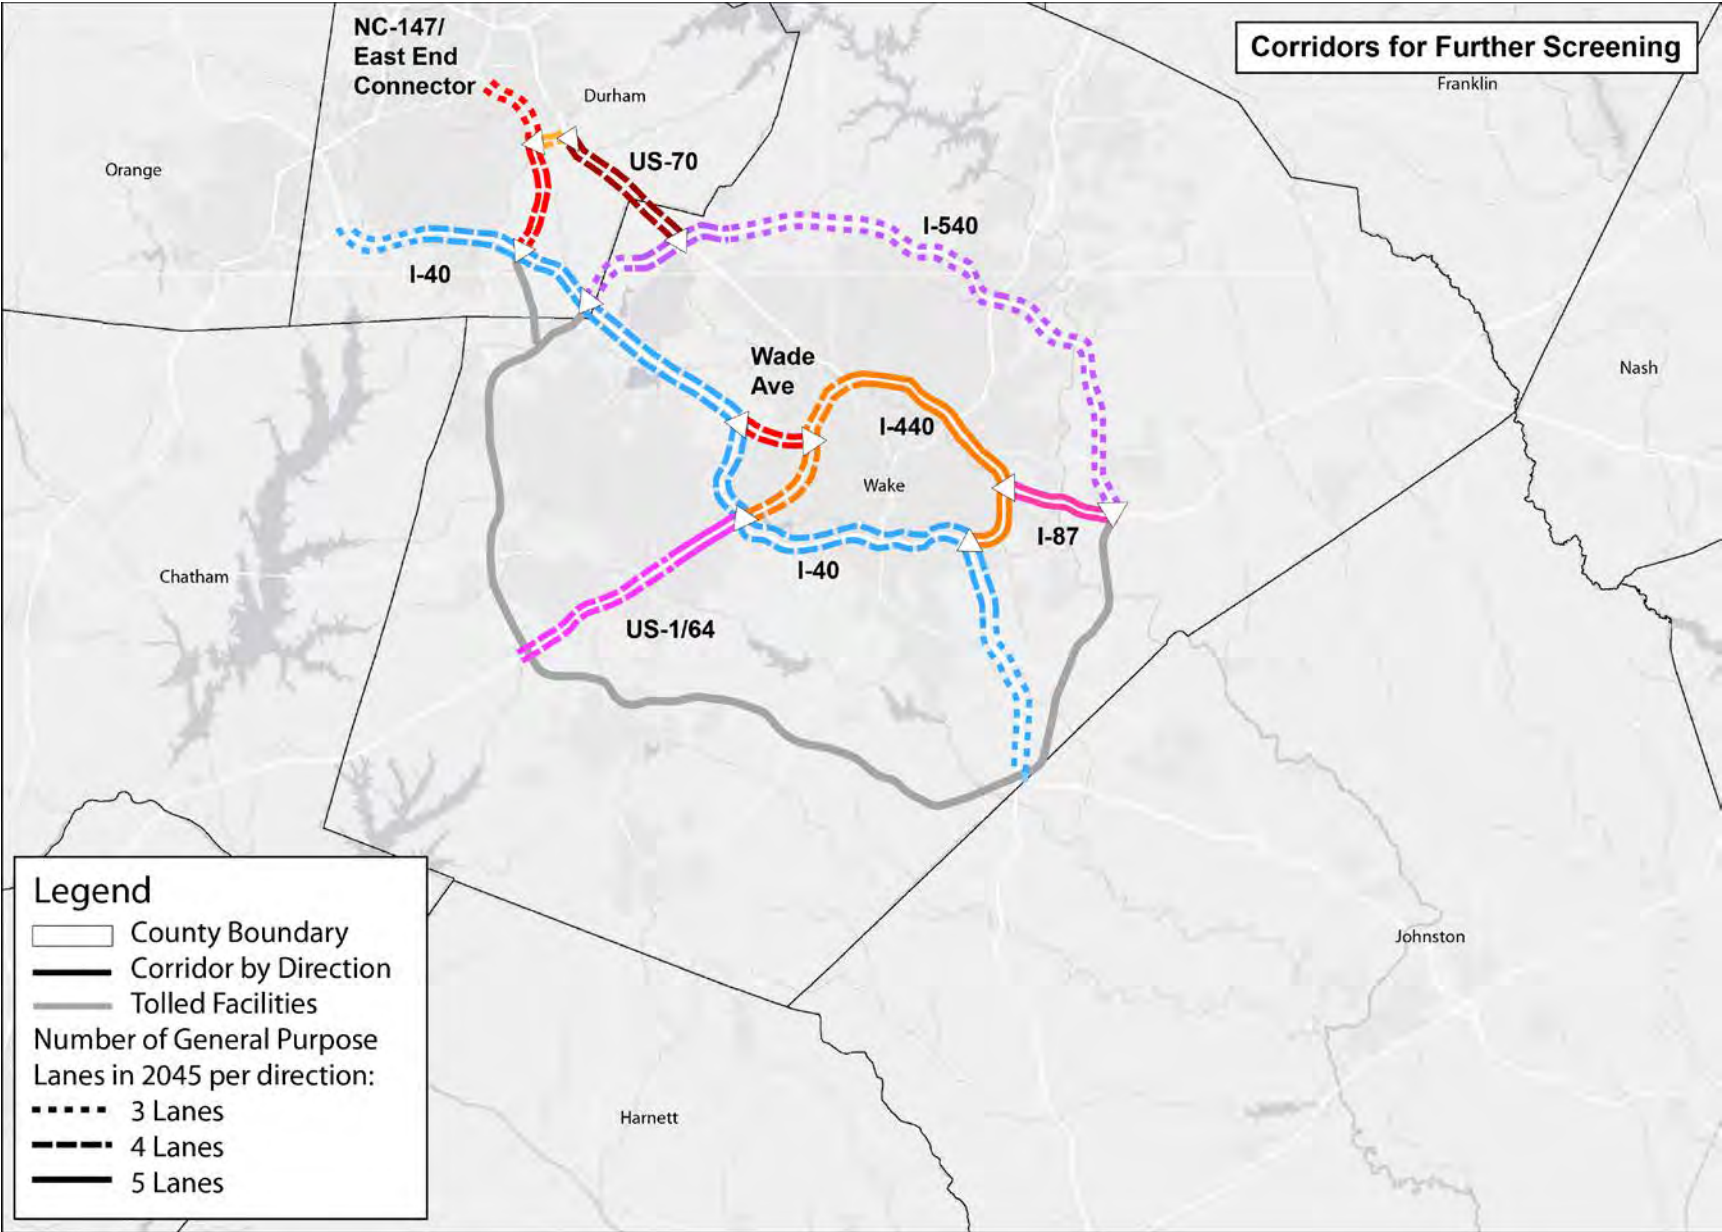 NC-147/
East End
Connector
Corridors for Further Screening
Franklin
Durham
Orange
US-70
I-540
I-40
Wade
Ave
Nash
I-440
Wake
I-87
I-40
Chatham
US-1/64
Johnston
Harnett
Legend
County Boundary
Corridor by Direction
Tolled Facilities
Number of General Purpose
Lanes in 2045 per direction:
3 Lanes
4 Lanes
5 Lanes